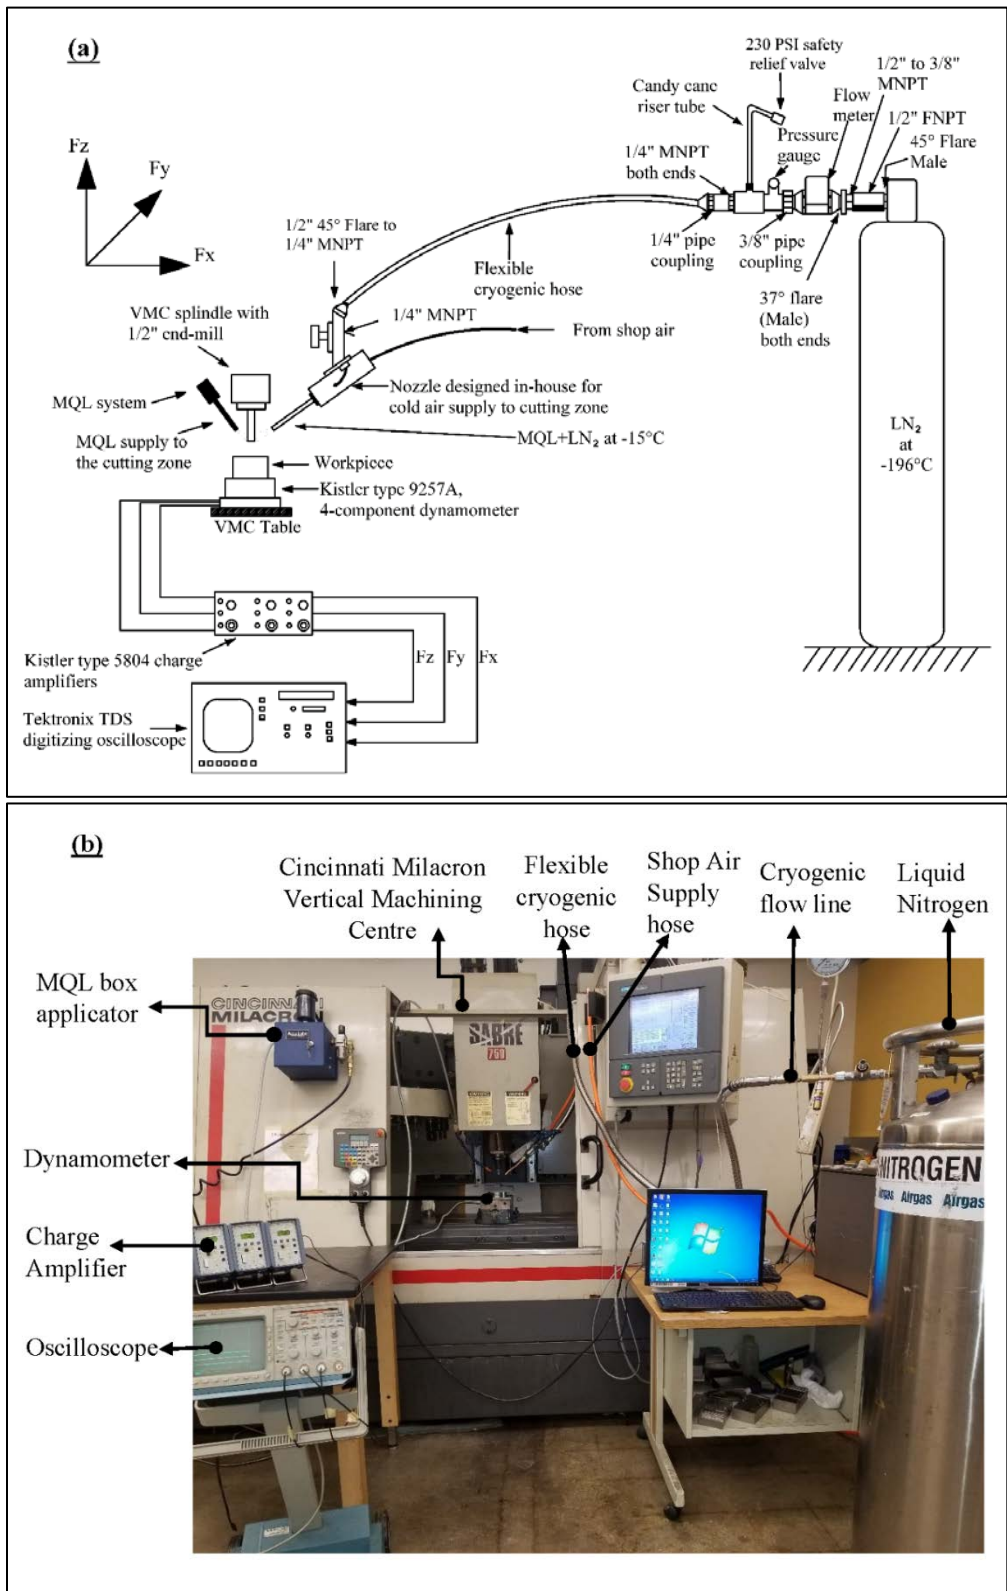 (a)
230 PSI safety
relief valve
1/2" to 3/8"
MNPT
Candy cane
riser tube
Flow
meter
1/2" FNPT
Pressure
gauge
45° Flare
Male
1/4" MNPT
both ends
Fz
Fy
Fx
1/2" 45° Flare to
1/4" MNPT
1/4" pipe
coupling
3/8" pipe
coupling
Flexible
cryogenic hose
37° flare
(Male)
both ends
VMC splindle with
1/2" end-mill
1/4" MNPT
From shop air
MQL system
Nozzle designed in-house for
cold air supply to cutting zone
MQL supply to
the cutting zone
MQL+LN₂ at -15°C
LN₂
at
-196°C
Workpiece
Kistler type 9257A,
4-component dynamometer
VMC Table
Kistler type 5804 charge
amplifiers
Fz
Fy
Fx
Tektronix TDS
digitizing oscilloscope
(b)
Cincinnati Milacron
Vertical Machining
Centre
Flexible
cryogenic
hose
Shop Air
Supply
hose
Cryogenic
flow line
Liquid
Nitrogen
MQL box
applicator
CINCINNATI
MILACRON
SABRE
750
Dynamometer
NITROGEN
Airgas Airgas
Charge
Amplifier
Oscilloscope